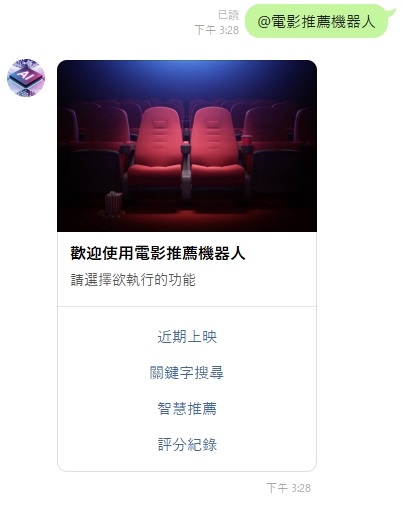 已讀
下午 3:28
@電影推薦機器人
AI
歡迎使用電影推薦機器人
請選擇欲執行的功能
近期上映
關鍵字搜尋
智慧推薦
評分紀錄
下午 3:28